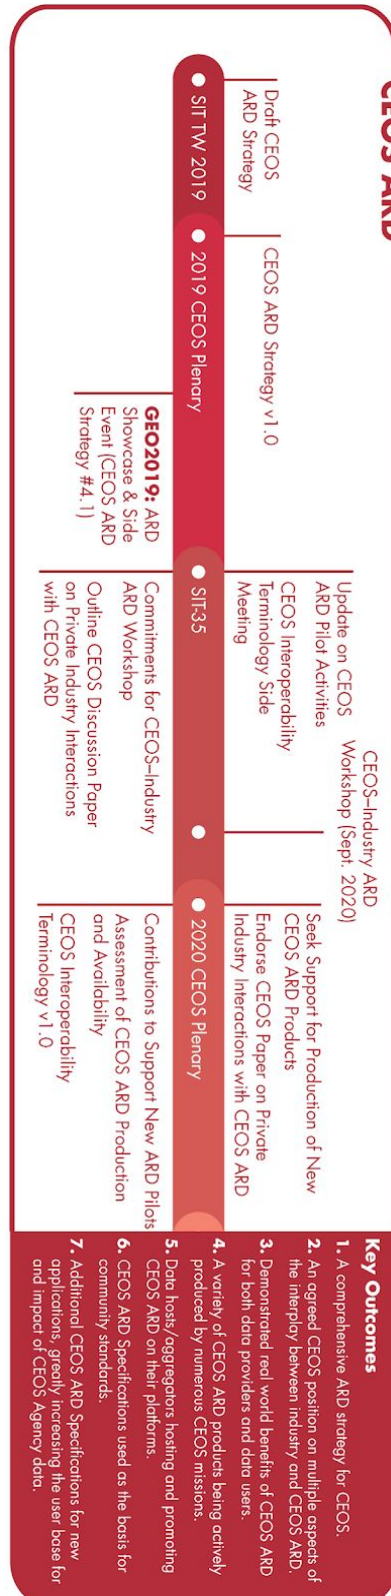 CEOS ARD
Draft CEOS
ARD Strategy
SIT TW 2019
CEOS ARD Strategy v1.0
2019 CEOS Plenary
GEO2019: ARD
Showcase & Side
Event (CEOS ARD
Strategy #4.1)
Update on CEOS
ARD Pilot Activities
CEOS Interoperability
Terminology Side
Meeting
SIT-35
Commitments for CEOS–Industry
ARD Workshop
Outline CEOS Discussion Paper
on Private Industry Interactions
with CEOS ARD
CEOS–Industry ARD
Workshop (Sept. 2020)
Seek Support for Production of New
CEOS ARD Products
Endorse CEOS Paper on Private
Industry Interactions with CEOS ARD
2020 CEOS Plenary
Contributions to Support New ARD Pilots
Assessment of CEOS ARD Production
and Availability
CEOS Interoperability
Terminology v1.0
Key Outcomes
1. A comprehensive ARD strategy for CEOS.
2. An agreed CEOS position on multiple aspects of
the interplay between industry and CEOS ARD.
3. Demonstrated real world benefits of CEOS ARD
for both data providers and data users.
4. A variety of CEOS ARD products being actively
produced by numerous CEOS missions.
5. Data hosts/aggregators hosting and promoting
CEOS ARD on their platforms.
6. CEOS ARD Specifications used as the basis for
community standards.
7. Additional CEOS ARD Specifications for new
applications, greatly increasing the user base for
and impact of CEOS Agency data.